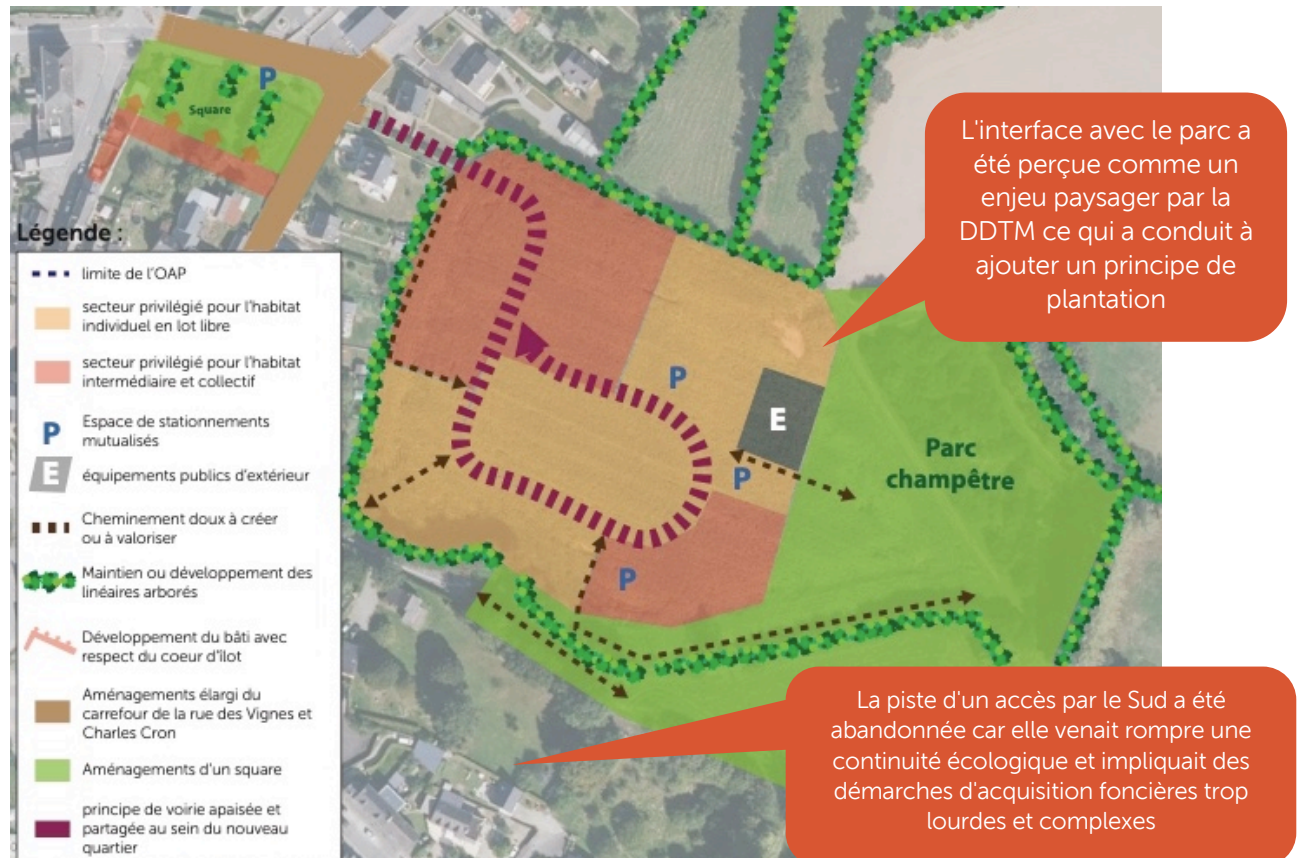 P
Square
L'interface avec le parc a
été perçue comme un
enjeu paysager par la
DDTM ce qui a conduit à
ajouter un principe de
plantation
Légende :
limite de l'OAP
secteur privilégié pour l'habitat
individuel en lot libre
secteur privilégié pour l'habitat
intermédiaire et collectif
P
Espace de stationnements
mutualisés
E
équipements publics d'extérieur
Cheminement doux à créer
ou à valoriser
Maintien ou développement des
linéaires arborés
Développement du bâti avec
respect du coeur d'îlot
Aménagements élargi du
carrefour de la rue des Vignes et
Charles Cron
Aménagements d'un square
principe de voirie apaisée et
partagée au sein du nouveau
quartier
P
E
P
P
Parc
champêtre
La piste d'un accès par le Sud a été
abandonnée car elle venait rompre une
continuité écologique et impliquait des
démarches d'acquisition foncières trop
lourdes et complexes